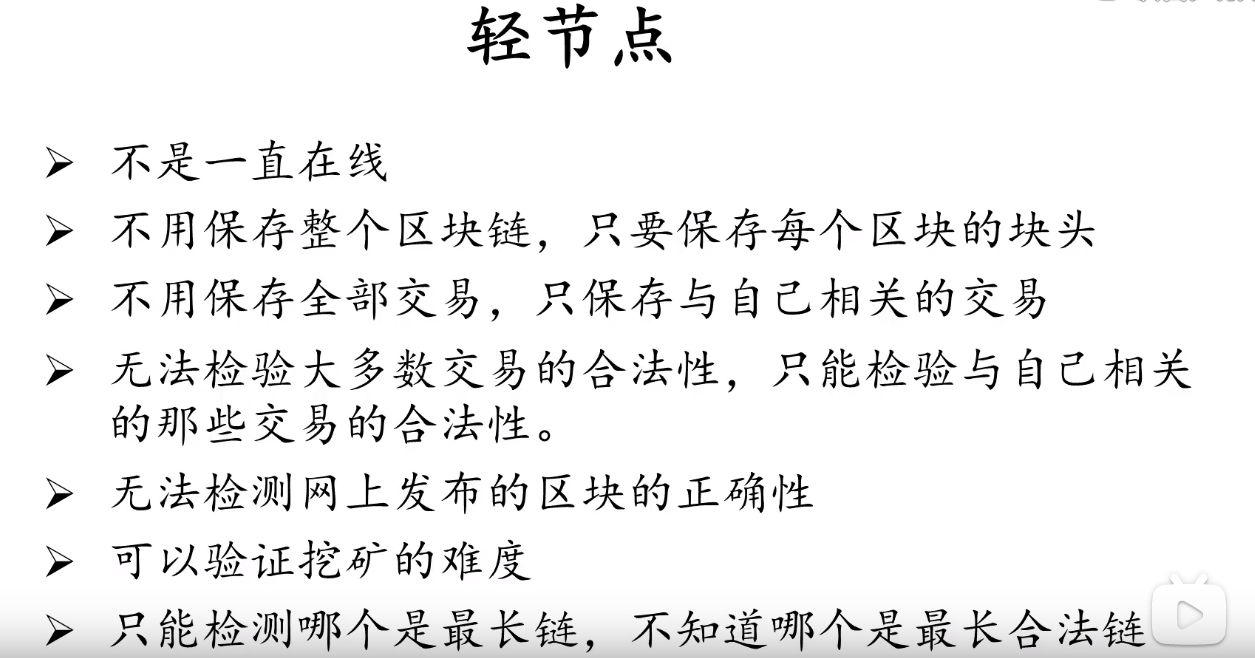 轻节点
不是一直在线
不用保存整个区块链，只要保存每个区块的块头
不用保存全部交易，只保存与自己相关的交易
无法检验大多数交易的合法性，只能检验与自己相关
的那些交易的合法性。
无法检测网上发布的区块的正确性
可以验证挖矿的难度
只能检测哪个是最长链，不知道哪个是最长合法链